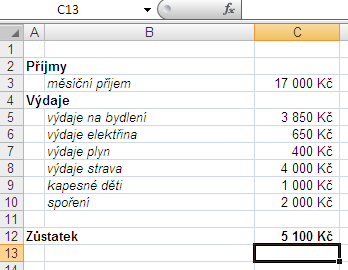 C13 fx
A B C
1
2 Příjmy
3 měsíční přijem 17 000 Kč
4 Výdaje
5 výdaje na bydlení 3 850 Kč
6 výdaje elektřina 650 Kč
7 výdaje plyn 400 Kč
8 výdaje strava 4 000 Kč
9 kapesné děti 1 000 Kč
10 spoření 2 000 Kč
11
12 Zůstatek 5 100 Kč
13